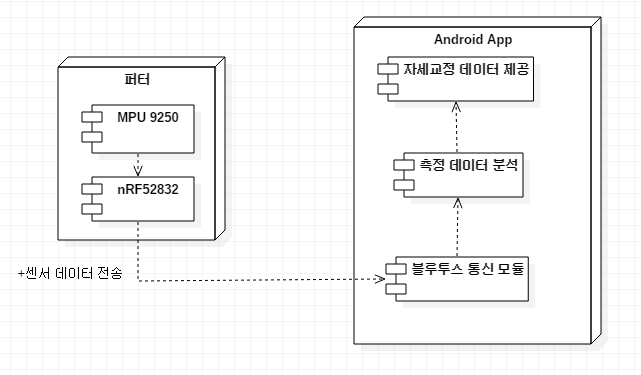 퍼터
MPU 9250
nRF52832
+센서 데이터 전송
Android App
자세교정 데이터 제공
측정 데이터 분석
블루투스 통신 모듈